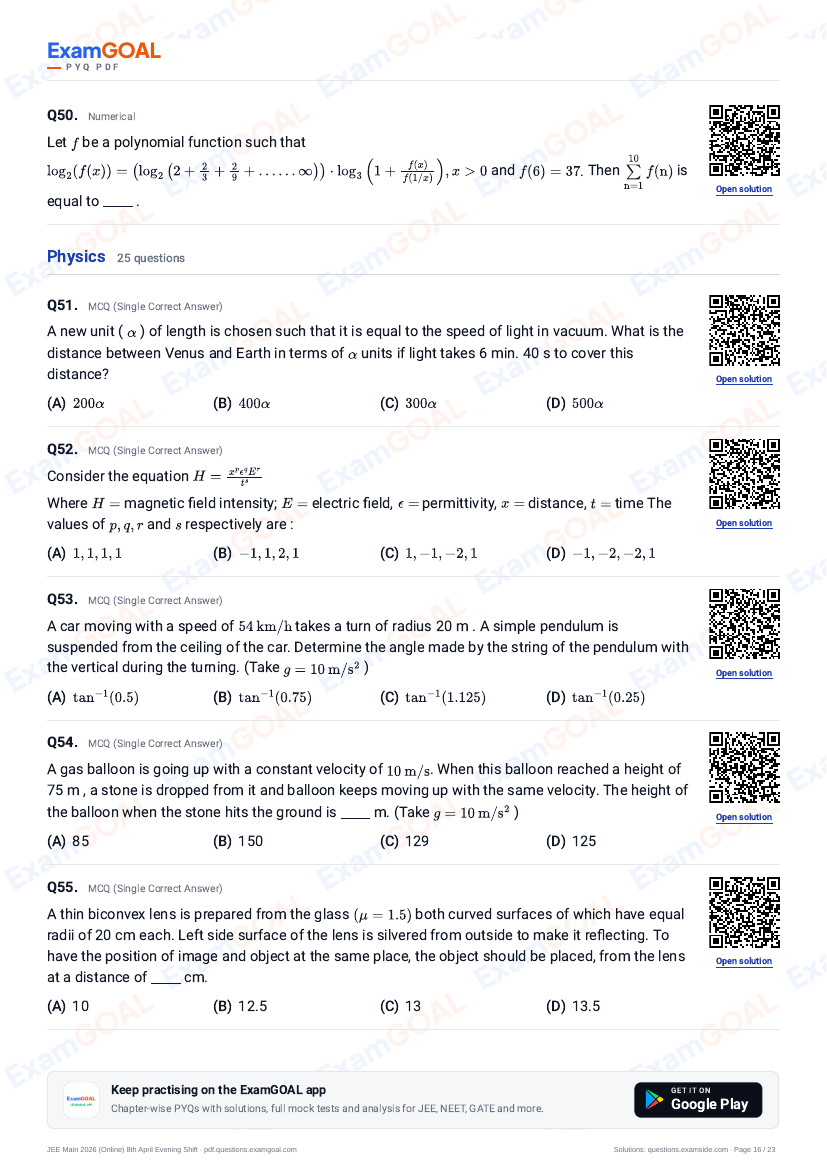 ExamGOAL
PYQ PDF
Q50. Numerical
Let f be a polynomial function such that
log₂(f(x)) = (log₂(2 + 2/3 + 2/9 + ......∞)) · log₃(1 + f(x)/f(1/x)), x > 0 and f(6) = 37. Then ∑_{n=1}^{10} f(n) is
equal to ____ .
Open solution
Physics 25 questions
Q51. MCQ (Single Correct Answer)
A new unit ( α ) of length is chosen such that it is equal to the speed of light in vacuum. What is the
distance between Venus and Earth in terms of α units if light takes 6 min. 40 s to cover this
distance?
Open solution
(A) 200α (B) 400α (C) 300α (D) 500α
Q52. MCQ (Single Correct Answer)
Consider the equation H = x^p ϵ^q E^r / t^s
Where H = magnetic field intensity; E = electric field, ϵ = permittivity, x = distance, t = time The
values of p, q, r and s respectively are :
Open solution
(A) 1, 1, 1, 1 (B) −1, 1, 2, 1 (C) 1, −1, −2, 1 (D) −1, −2, −2, 1
Q53. MCQ (Single Correct Answer)
A car moving with a speed of 54 km/h takes a turn of radius 20 m . A simple pendulum is
suspended from the ceiling of the car. Determine the angle made by the string of the pendulum with
the vertical during the turning. (Take g = 10 m/s² )
Open solution
(A) tan⁻¹(0.5) (B) tan⁻¹(0.75) (C) tan⁻¹(1.125) (D) tan⁻¹(0.25)
Q54. MCQ (Single Correct Answer)
A gas balloon is going up with a constant velocity of 10 m/s. When this balloon reached a height of
75 m , a stone is dropped from it and balloon keeps moving up with the same velocity. The height of
the balloon when the stone hits the ground is ____ m. (Take g = 10 m/s² )
Open solution
(A) 85 (B) 150 (C) 129 (D) 125
Q55. MCQ (Single Correct Answer)
A thin biconvex lens is prepared from the glass (μ = 1.5) both curved surfaces of which have equal
radii of 20 cm each. Left side surface of the lens is silvered from outside to make it reflecting. To
have the position of image and object at the same place, the object should be placed, from the lens
at a distance of ____ cm.
Open solution
(A) 10 (B) 12.5 (C) 13 (D) 13.5
ExamGOAL
Keep practising on the ExamGOAL app
Chapter-wise PYQs with solutions, full mock tests and analysis for JEE, NEET, GATE and more.
GET IT ON
Google Play
JEE Main 2026 (Online) 8th April Evening Shift · pdf.questions.examgoal.com
Solutions: questions.examside.com · Page 16 / 23